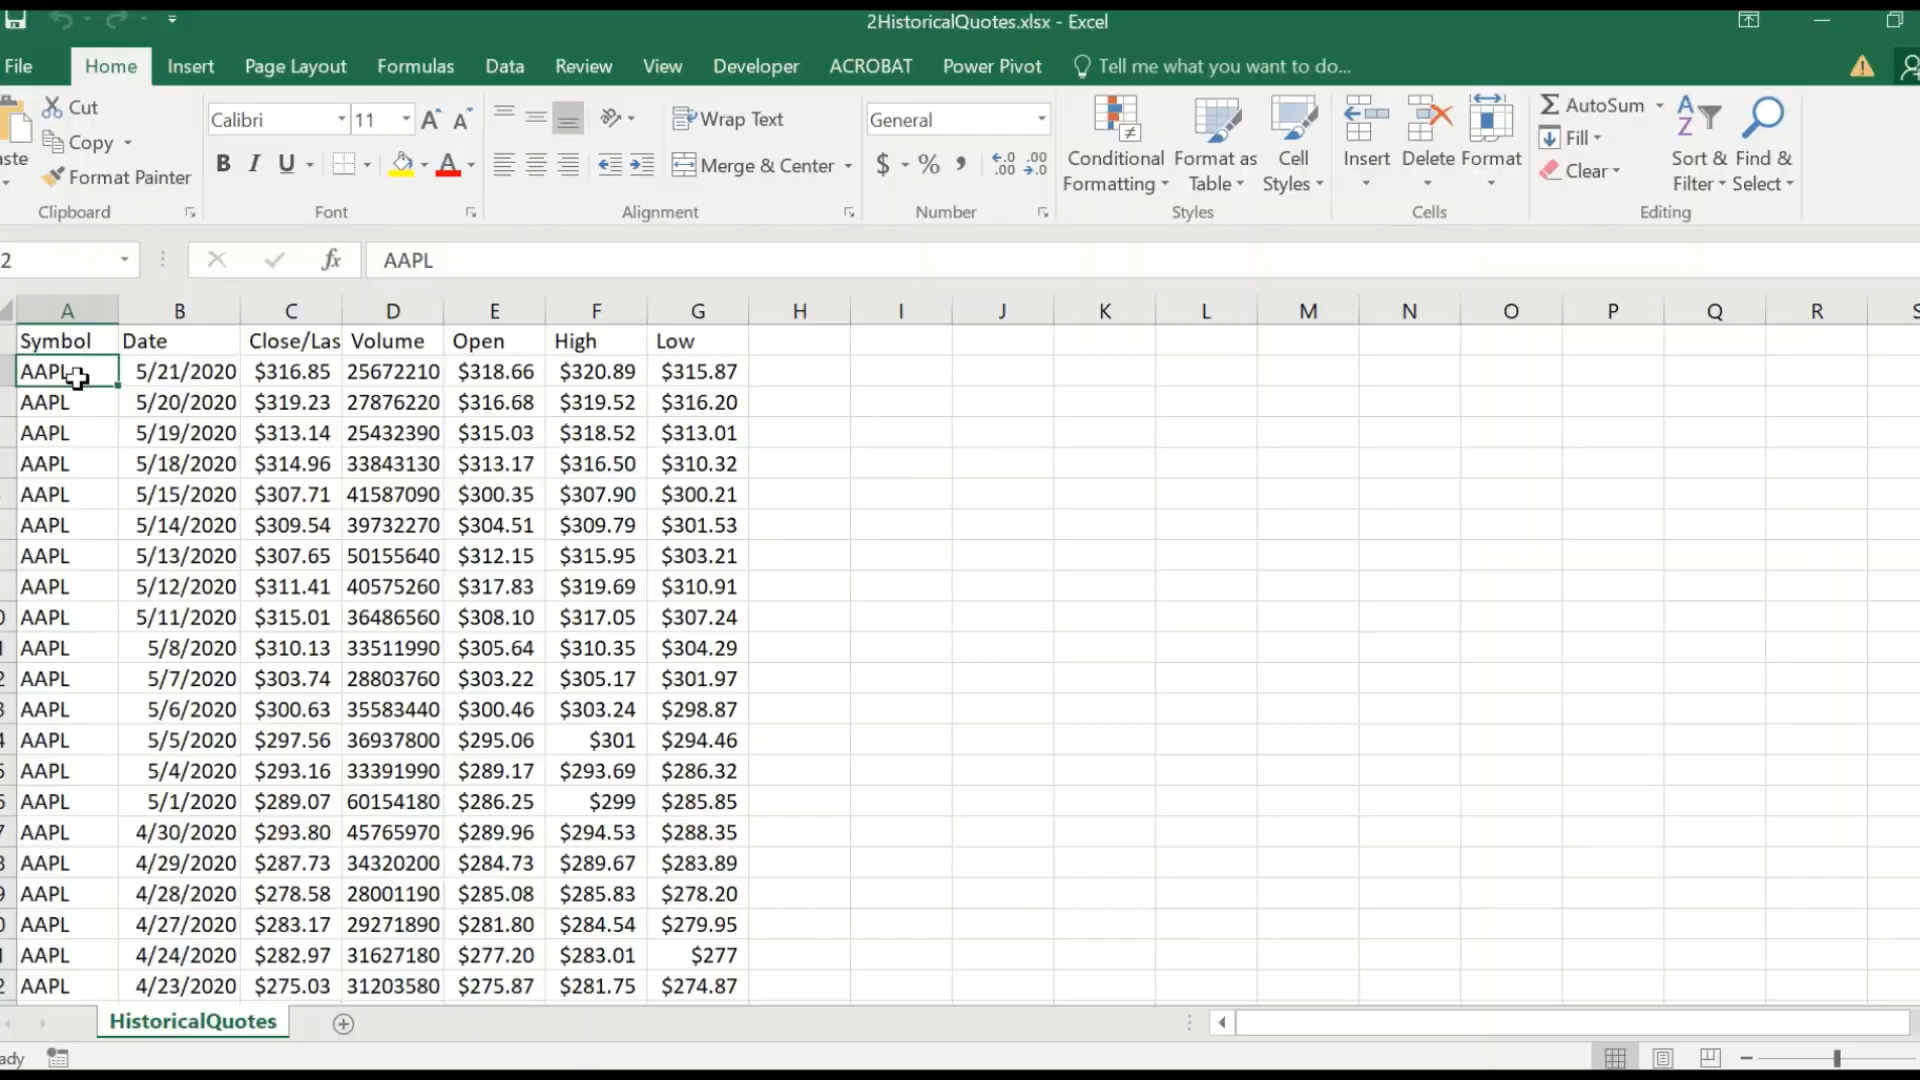 2HistoricalQuotes.xlsx - Excel
File Home Insert Page Layout Formulas Data Review View Developer ACROBAT Power Pivot Tell me what you want to do...
Cut
Copy
Format Painter
Clipboard
Calibri 11
B I U A
Font
Wrap Text
Merge & Center
Alignment
General
$ % ,
Number
Conditional Formatting
Format as Table
Cell Styles
Styles
Insert Delete Format
Cells
AutoSum
Fill
Clear
Sort & Filter
Find & Select
Editing
2 fx AAPL
A B C D E F G H I J K L M N O P Q R
Symbol Date Close/Las Volume Open High Low
AAPL 5/21/2020 $316.85 25672210 $318.66 $320.89 $315.87
AAPL 5/20/2020 $319.23 27876220 $316.68 $319.52 $316.20
AAPL 5/19/2020 $313.14 25432390 $315.03 $318.52 $313.01
AAPL 5/18/2020 $314.96 33843130 $313.17 $316.50 $310.32
AAPL 5/15/2020 $307.71 41587090 $300.35 $307.90 $300.21
AAPL 5/14/2020 $309.54 39732270 $304.51 $309.79 $301.53
AAPL 5/13/2020 $307.65 50155640 $312.15 $315.95 $303.21
AAPL 5/12/2020 $311.41 40575260 $317.83 $319.69 $310.91
AAPL 5/11/2020 $315.01 36486560 $308.10 $317.05 $307.24
AAPL 5/8/2020 $310.13 33511990 $305.64 $310.35 $304.29
AAPL 5/7/2020 $303.74 28803760 $303.22 $305.17 $301.97
AAPL 5/6/2020 $300.63 35583440 $300.46 $303.24 $298.87
AAPL 5/5/2020 $297.56 36937800 $295.06 $301 $294.46
AAPL 5/4/2020 $293.16 33391990 $289.17 $293.69 $286.32
AAPL 5/1/2020 $289.07 60154180 $286.25 $299 $285.85
AAPL 4/30/2020 $293.80 45765970 $289.96 $294.53 $288.35
AAPL 4/29/2020 $287.73 34320200 $284.73 $289.67 $283.89
AAPL 4/28/2020 $278.58 28001190 $285.08 $285.83 $278.20
AAPL 4/27/2020 $283.17 29271890 $281.80 $284.54 $279.95
AAPL 4/24/2020 $282.97 31627180 $277.20 $283.01 $277
AAPL 4/23/2020 $275.03 31203580 $275.87 $281.75 $274.87
HistoricalQuotes